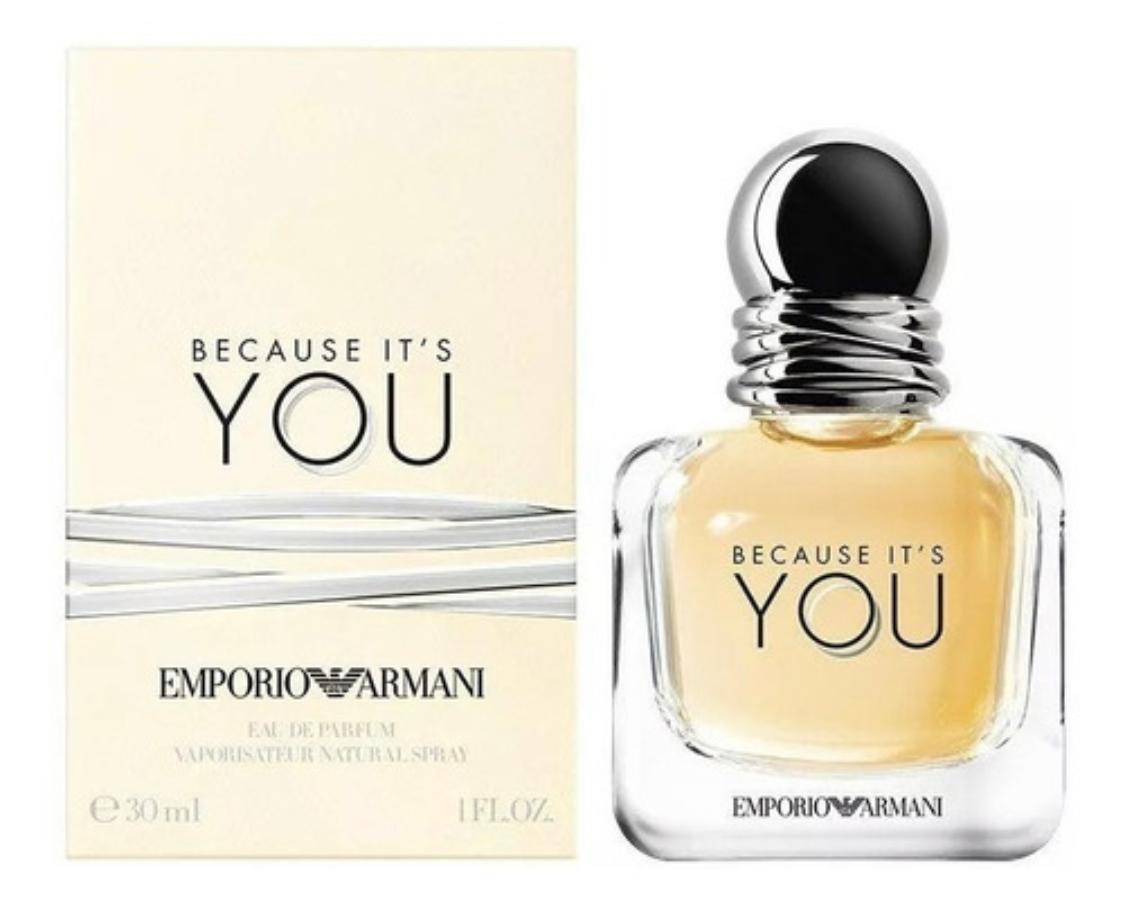 BECAUSE IT'S
YOU
EMPORIO ARMANI
EAU DE PARFUM
VAPORISATEUR NATURAL SPRAY
℮ 30 ml 1 FL.OZ.
BECAUSE IT'S
YOU
EMPORIO ARMANI